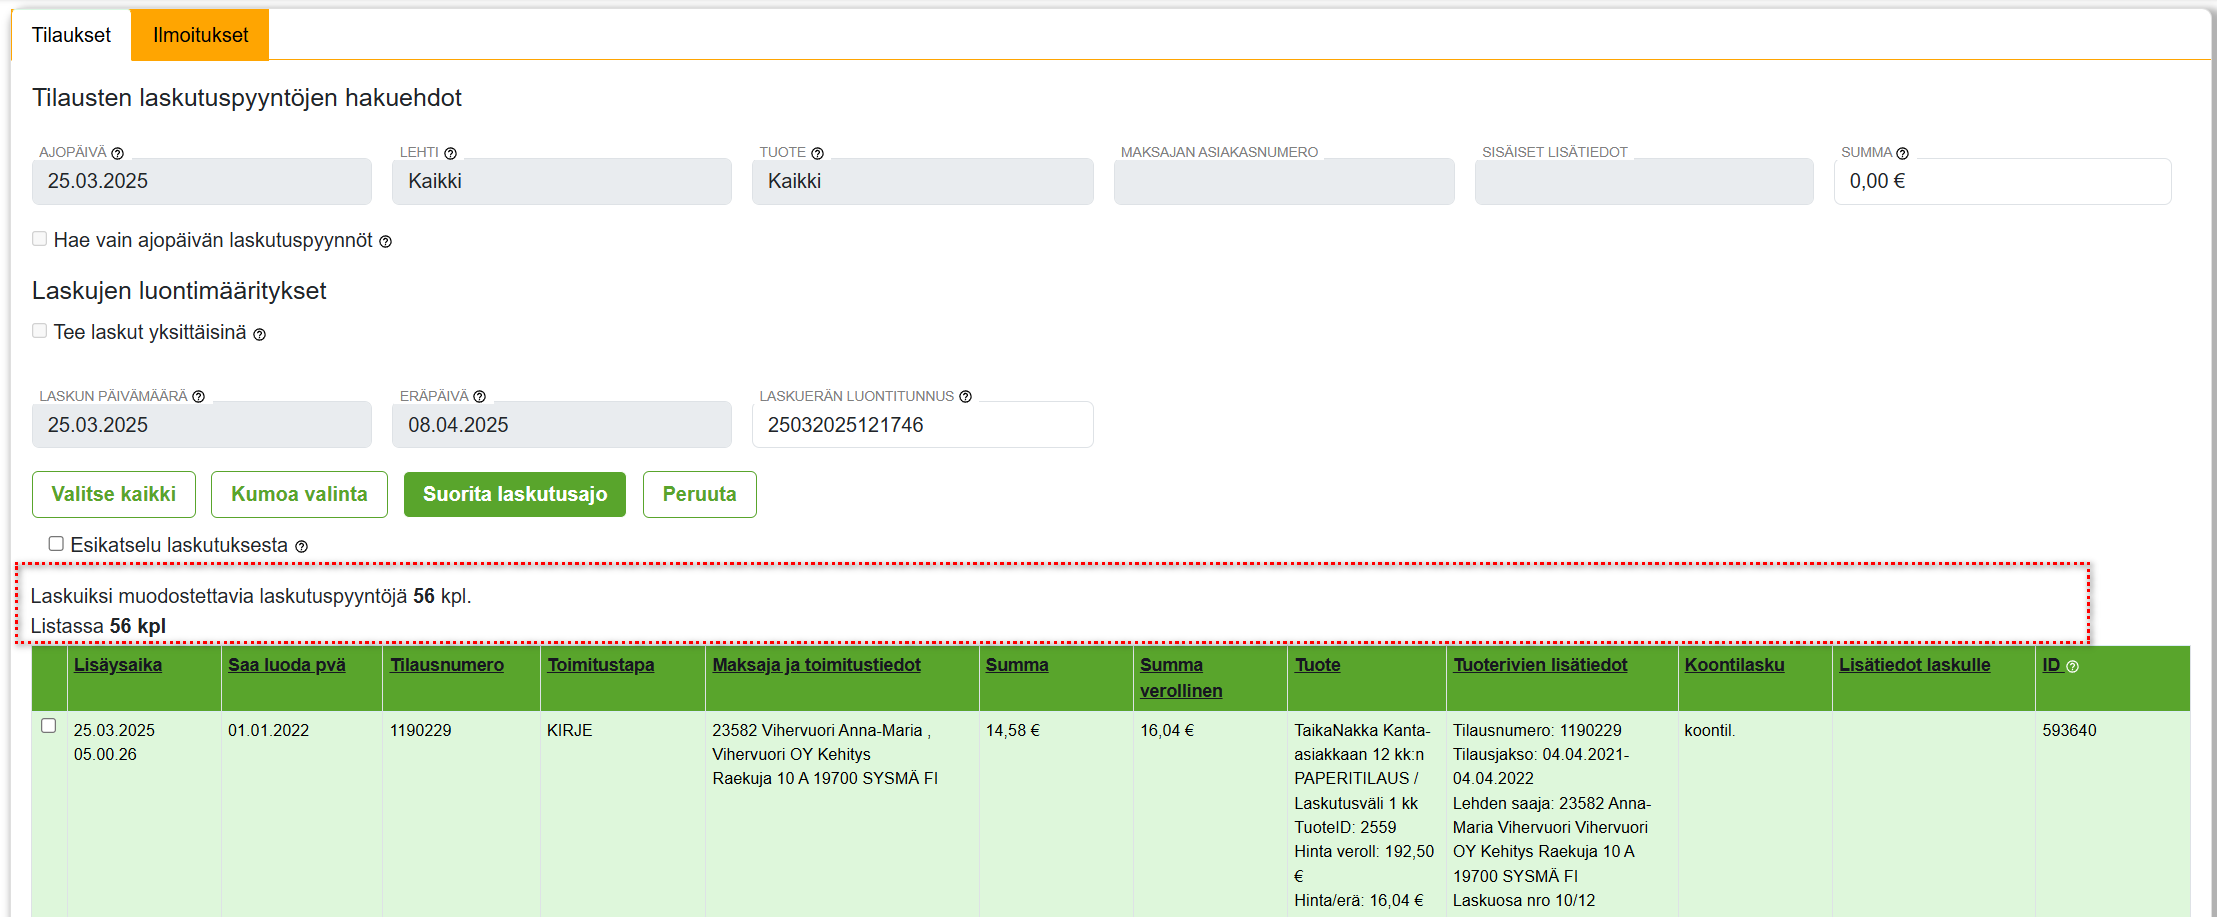 Tilaukset Ilmoitukset
Tilausten laskutuspyyntöjen hakuehdot
AJOPÄIVÄ LEHTI TUOTE MAKSAJAN ASIAKASNUMERO SISÄISET LISÄTIEDOT SUMMA
25.03.2025 Kaikki Kaikki 0,00 €
Hae vain ajopäivän laskutuspyynnöt
Laskujen luontimääritykset
Tee laskut yksittäisinä
LASKUN PÄIVÄMÄÄRÄ ERÄPÄIVÄ LASKUERÄN LUONTITUNNUS
25.03.2025 08.04.2025 25032025121746
Valitse kaikki Kumoa valinta Suorita laskutusajo Peruuta
Esikatselu laskutuksesta
Laskuiksi muodostettavia laskutuspyyntöjä 56 kpl.
Listassa 56 kpl
Lisäysaika Saa luoda pvä Tilausnumero Toimitustapa Maksaja ja toimitustiedot Summa Summa Tuote Tuoterivien lisätiedot Koontilasku Lisätiedot laskulle ID
verollinen
25.03.2025 01.01.2022 1190229 KIRJE 23582 Vihervuori Anna-Maria , 14,58 € 16,04 € TaikaNakka Kanta- Tilausnumero: 1190229 koontil. 593640
05.00.26 Vihervuori OY Kehitys asiakkaan 12 kk:n Tilausjakso: 04.04.2021-
Raekuja 10 A 19700 SYSMÄ FI PAPERITILAUS / 04.04.2022
Laskutusväli 1 kk Lehden saaja: 23582 Anna-
TuoteID: 2559 Maria Vihervuori Vihervuori
Hinta veroll: 192,50 OY Kehitys Raekuja 10 A
€ 19700 SYSMÄ FI
Hinta/erä: 16,04 € Laskuosa nro 10/12